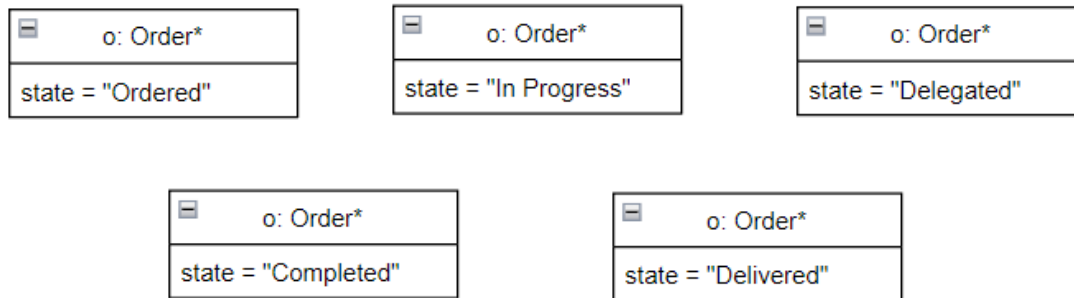 o: Order*
state = "Ordered"
o: Order*
state = "In Progress"
o: Order*
state = "Delegated"
o: Order*
state = "Completed"
o: Order*
state = "Delivered"